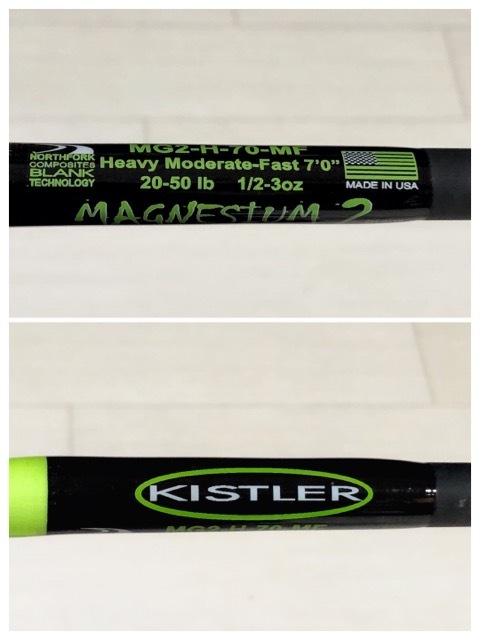 NORTHFORK
COMPOSITES
BLANK
TECHNOLOGY
MG2-H-70-MF
Heavy Moderate-Fast 7'0"
20-50 lb 1/2-3oz
MADE IN USA
MAGNESIUM 2
KISTLER
MG2-H-70-MF